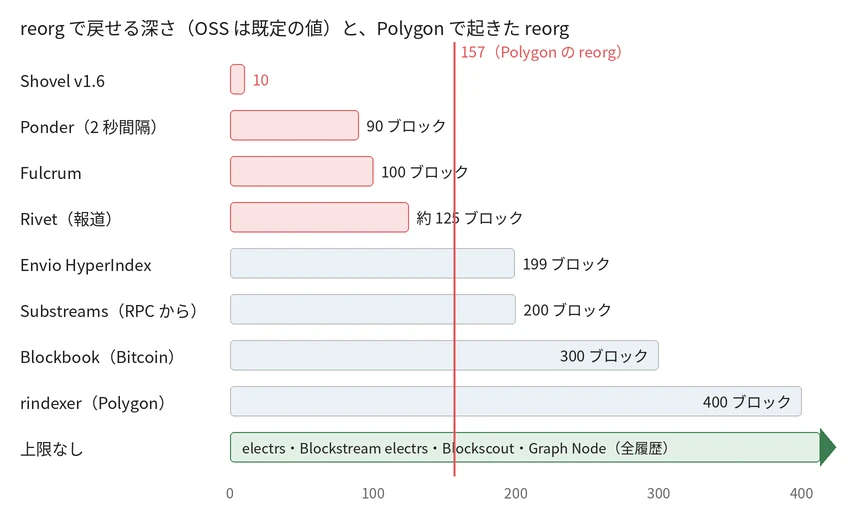 reorg で戻せる深さ（OSS は既定の値）と、Polygon で起きた reorg
157（Polygon の reorg）
Shovel v1.6
10
Ponder（2 秒間隔）
90 ブロック
Fulcrum
100 ブロック
Rivet（報道）
約 125 ブロック
Envio HyperIndex
199 ブロック
Substreams（RPC から）
200 ブロック
Blockbook（Bitcoin）
300 ブロック
rindexer（Polygon）
400 ブロック
上限なし
electrs・Blockstream electrs・Blockscout・Graph Node（全履歴）
0
100
200
300
400